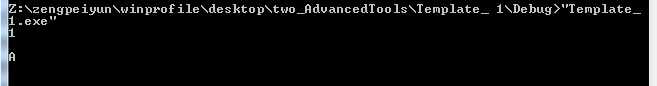 Z:\zengpeiyun\winprofile\desktop\two_AdvancedTools\Template_ 1\Debug>"Template_
1.exe"
1
A